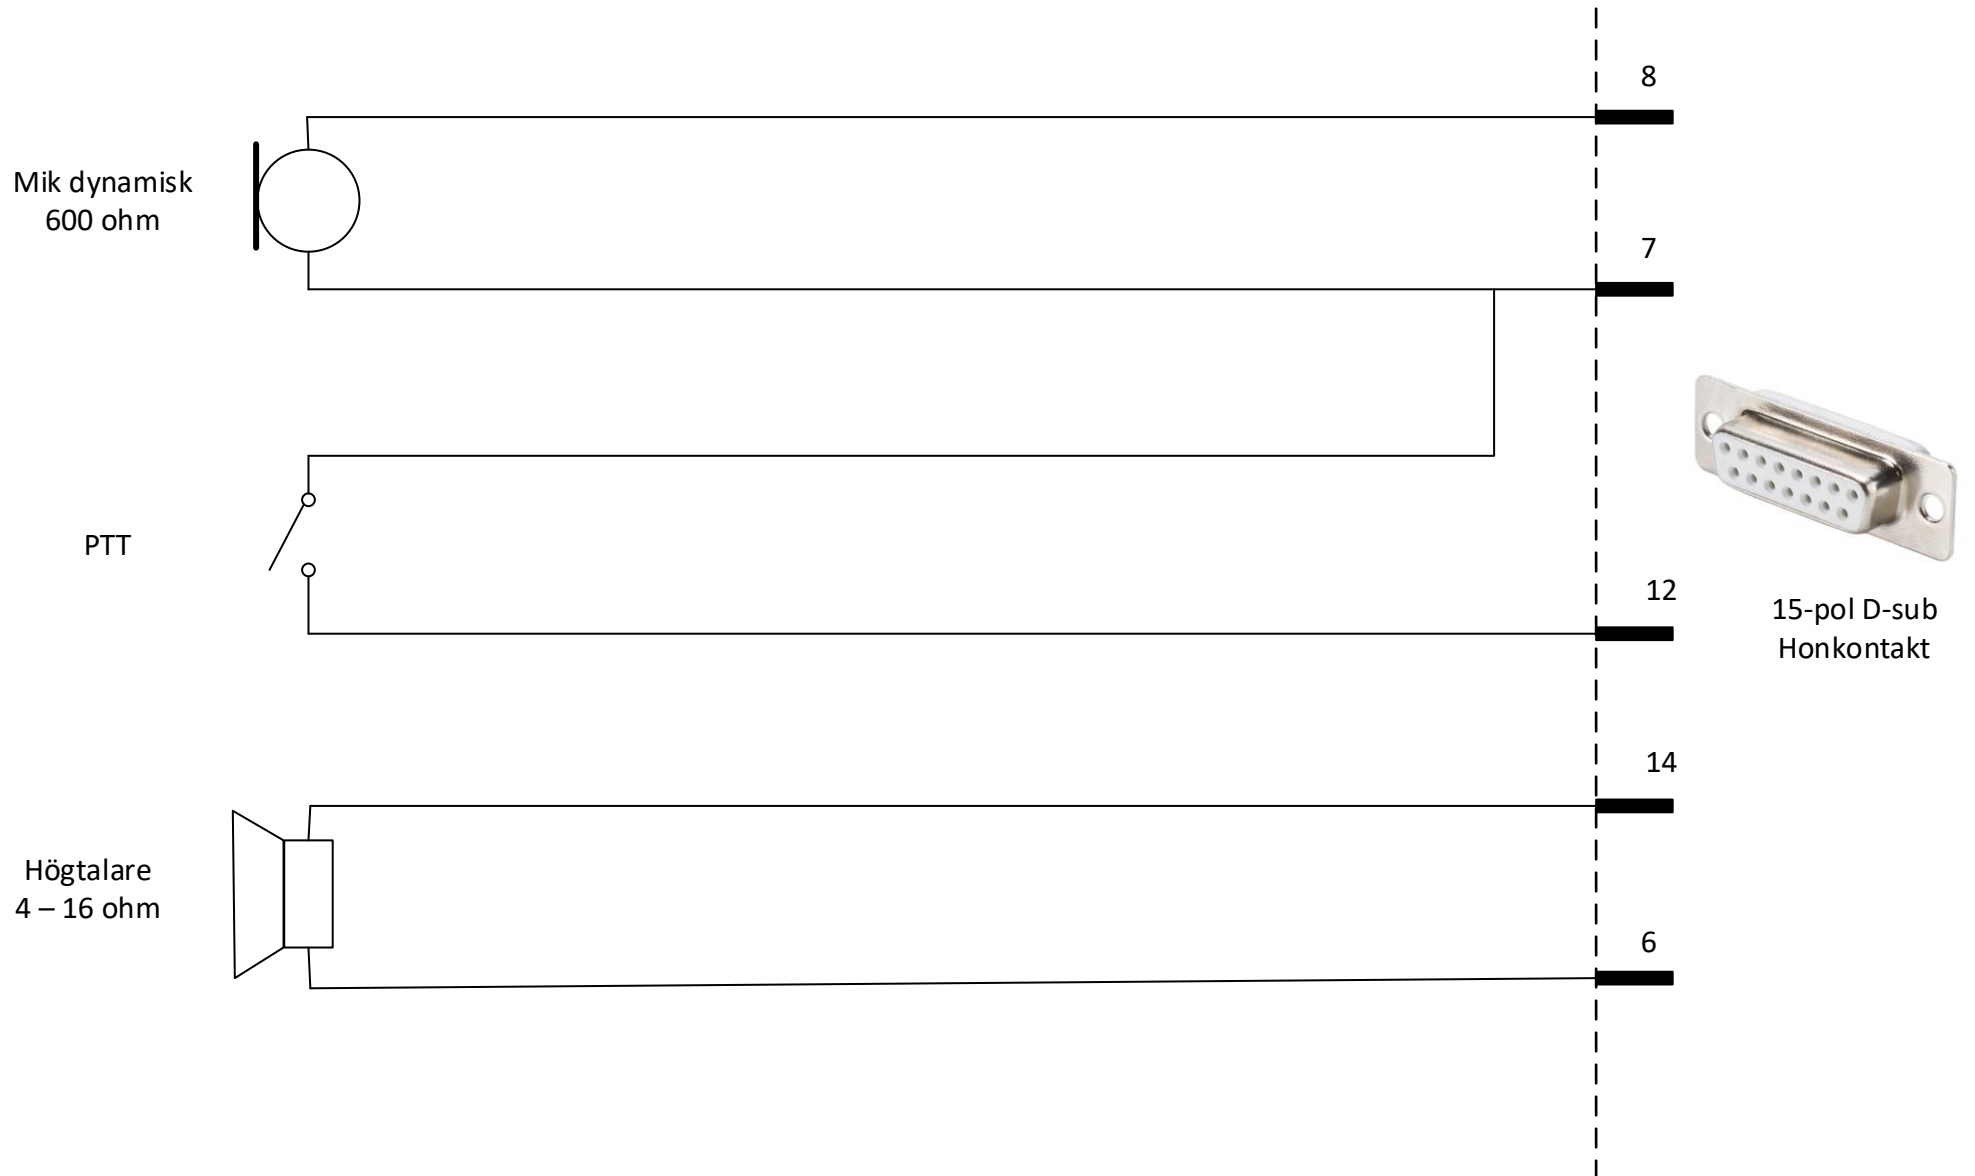 8
Mik dynamisk
600 ohm
7
PTT
12
15-pol D-sub
Honkontakt
14
Högtalare
4 – 16 ohm
6